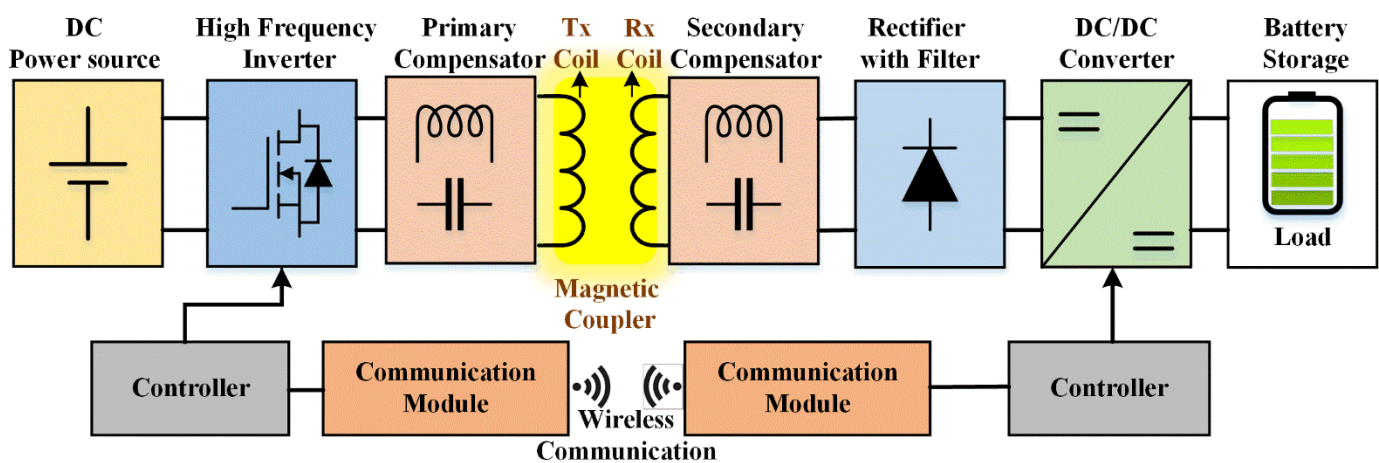 DC
Power source
High Frequency
Inverter
Primary
Compensator
Tx
Coil
Rx
Coil
Secondary
Compensator
Rectifier
with Filter
DC/DC
Converter
Battery
Storage
Load
Magnetic
Coupler
Controller
Communication
Module
Wireless
Communication
Communication
Module
Controller